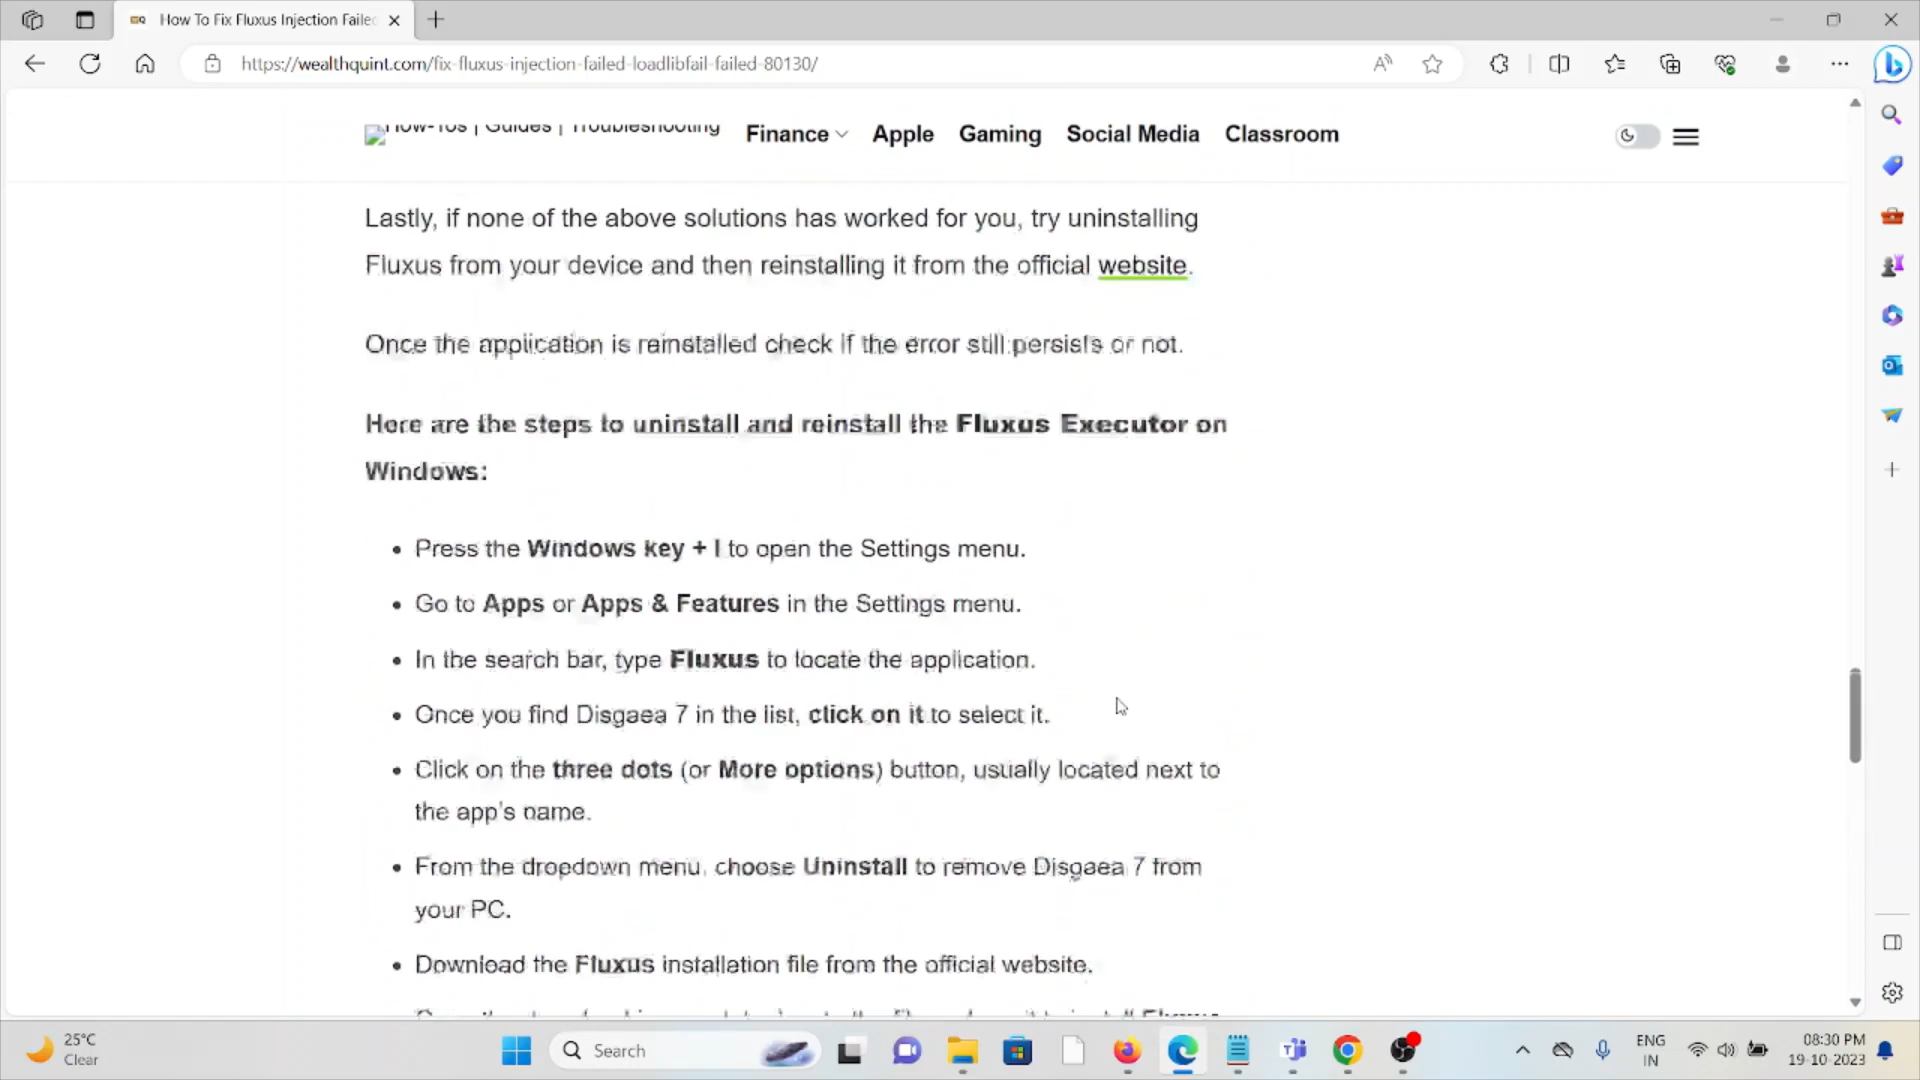 How To Fix Fluxus Injection Failed
https://wealthquint.com/fix-fluxus-injection-failed-loadlibfail-failed-80130/
How-Tos | Guides | Troubleshooting
Finance Apple Gaming Social Media Classroom
Lastly, if none of the above solutions has worked for you, try uninstalling
Fluxus from your device and then reinstalling it from the official website.
Once the application is reinstalled check if the error still persists or not.
Here are the steps to uninstall and reinstall the Fluxus Executor on
Windows:
• Press the Windows key + I to open the Settings menu.
• Go to Apps or Apps & Features in the Settings menu.
• In the search bar, type Fluxus to locate the application.
• Once you find Disgaea 7 in the list, click on it to select it.
• Click on the three dots (or More options) button, usually located next to
the app's name.
• From the dropdown menu, choose Uninstall to remove Disgaea 7 from
your PC.
• Download the Fluxus installation file from the official website.
25°C
Clear
Search
ENG
IN
08:30 PM
19-10-2023